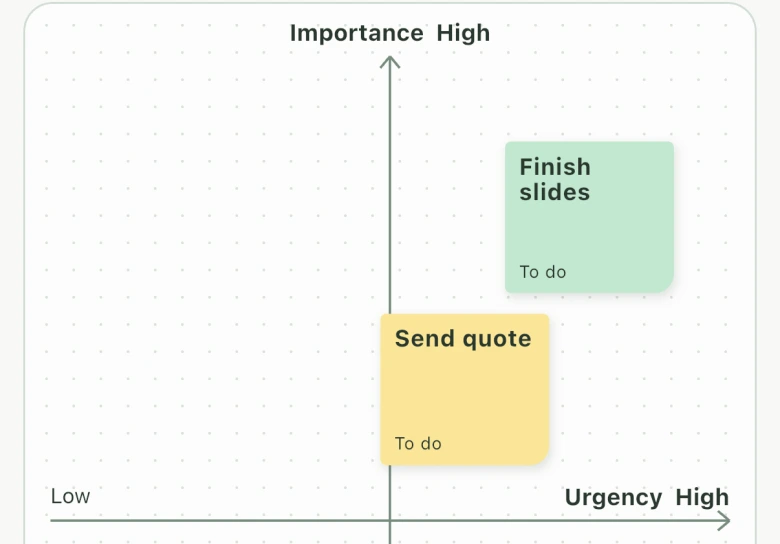 Importance High
Finish
slides
To do
Send quote
To do
Low
Urgency High